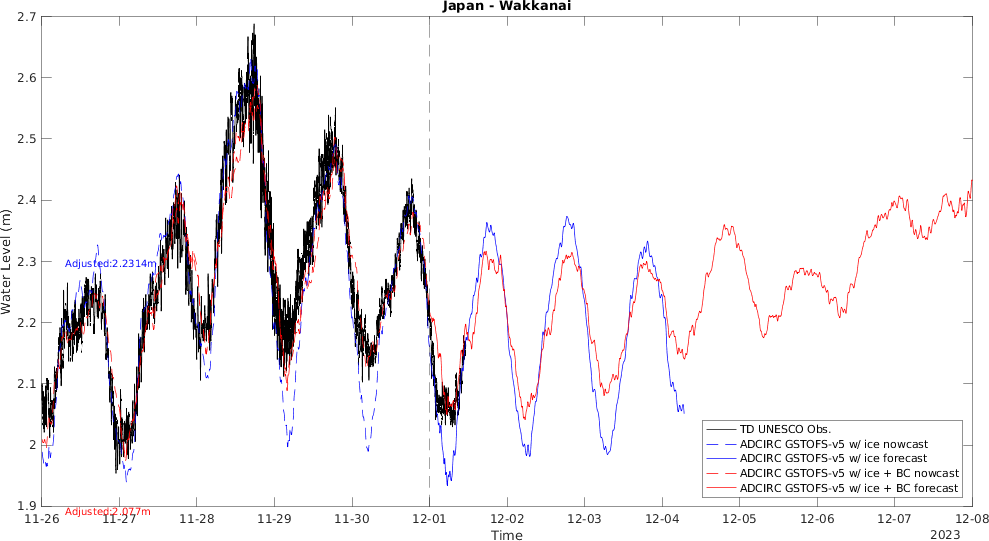 Japan - Wakkanai
2.7
2.6
2.5
2.4
2.3
2.2
2.1
2
1.9
Water Level (m)
Adjusted:2.2314m
Adjusted:2.077m
TD UNESCO Obs.
ADCIRC GSTOFS-v5 w/ ice nowcast
ADCIRC GSTOFS-v5 w/ ice forecast
ADCIRC GSTOFS-v5 w/ ice + BC nowcast
ADCIRC GSTOFS-v5 w/ ice + BC forecast
11-26 11-27 11-28 11-29 11-30 12-01 12-02 12-03 12-04 12-05 12-06 12-07 12-08
Time
2023